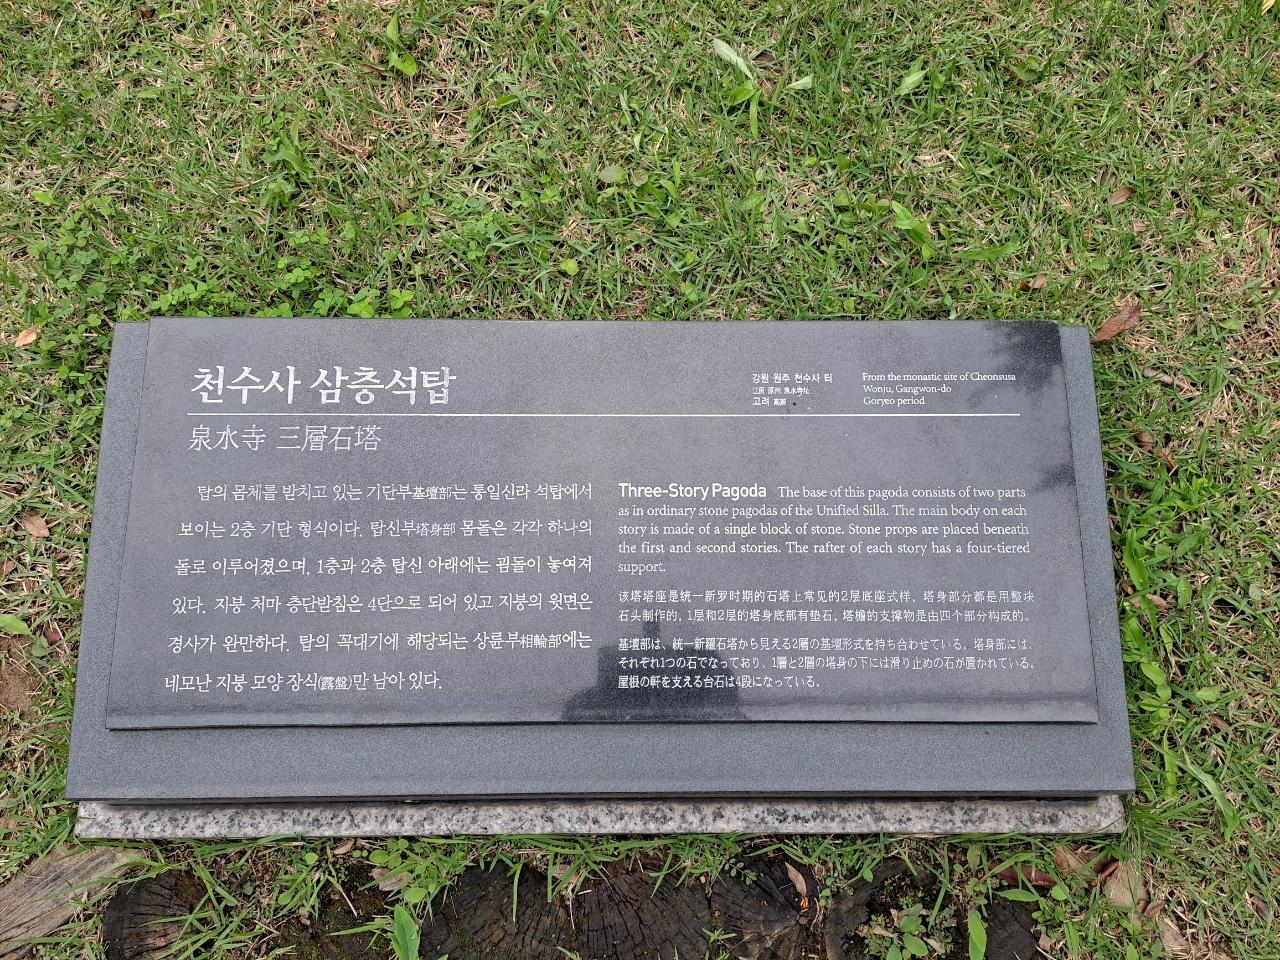 천수사 삼층석탑
泉水寺 三層石塔
강원 원주 천수사 터
江原 原州 泉水寺址
고려 高麗
From the monastic site of Cheonsusa
Wonju, Gangwon-do
Goryeo period
탑의 몸체를 받치고 있는 기단부基壇部는 통일신라 석탑에서
보이는 2층 기단 형식이다. 탑신부塔身部 몸돌은 각각 하나의
돌로 이루어졌으며, 1층과 2층 탑신 아래에는 굄돌이 놓여져
있다. 지붕 처마 층단받침은 4단으로 되어 있고 지붕의 윗면은
경사가 완만하다. 탑의 꼭대기에 해당되는 상륜부相輪部에는
네모난 지붕 모양 장식(露盤)만 남아 있다.
Three-Story Pagoda The base of this pagoda consists of two parts
as in ordinary stone pagodas of the Unified Silla. The main body on each
story is made of a single block of stone. Stone props are placed beneath
the first and second stories. The rafter of each story has a four-tiered
support.
该塔塔座是统一新罗时期的石塔上常见的2层底座式样，塔身部分都是用整块
石头制作的，1层和2层的塔身底部有垫石，塔檐的支撑物是由四个部分构成的。
基壇部は、統一新羅石塔から見える2層の基壇形式を持ち合わせている。塔身部には、
それぞれ1つの石でなっており、1層と2層の塔身の下には滑り止めの石が置かれている。
屋根の軒を支える台石は4段になっている。